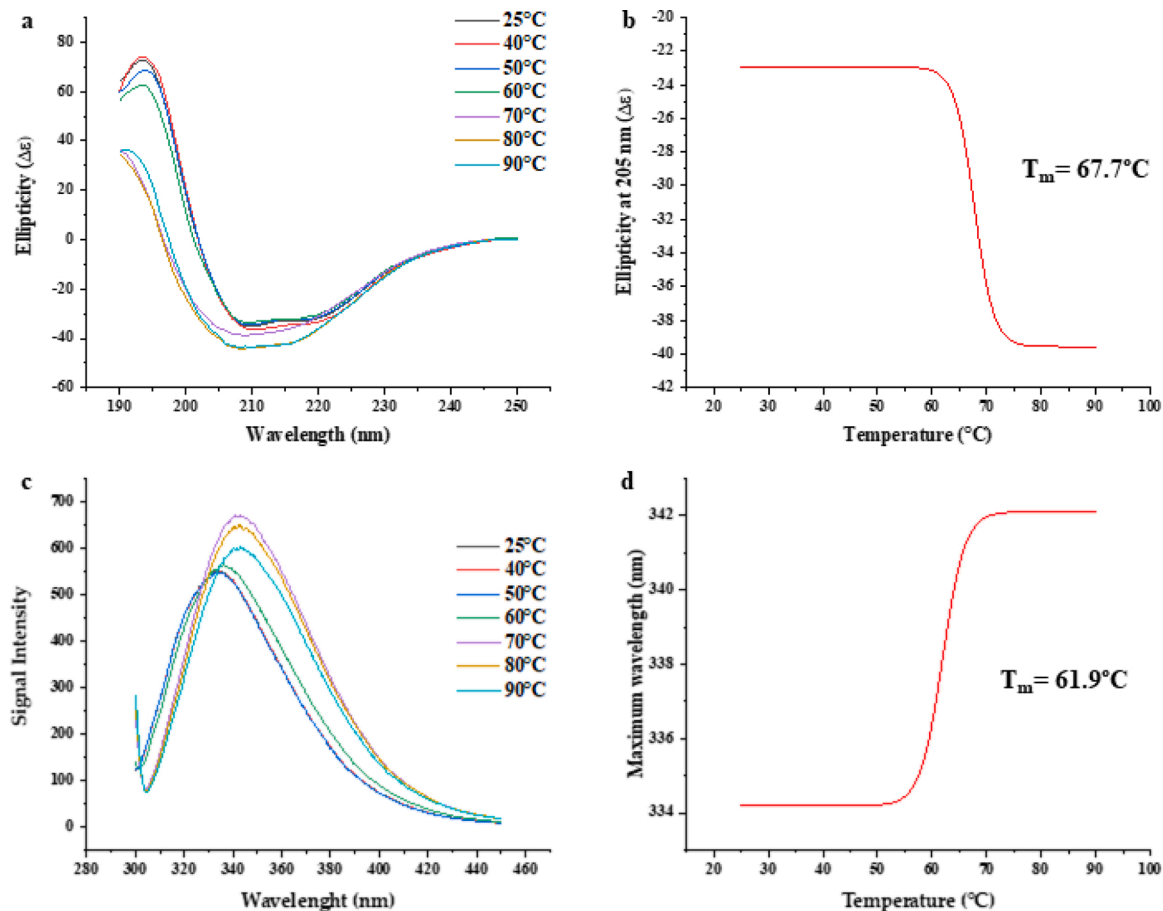 a
80
60
40
20
0
-20
-40
-60
190 200 210 220 230 240 250
Ellipticity (Δε)
Wavelength (nm)
25°C
40°C
50°C
60°C
70°C
80°C
90°C
b
-20
-22
-24
-26
-28
-30
-32
-34
-36
-38
-40
-42
20 30 40 50 60 70 80 90 100
Ellipticity at 205 nm (Δε)
Temperature (°C)
Tm= 67.7°C
c
700
600
500
400
300
200
100
0
280 300 320 340 360 380 400 420 440 460
Signal Intensity
Wavelenght (nm)
25°C
40°C
50°C
60°C
70°C
80°C
90°C
d
342
340
338
336
334
20 30 40 50 60 70 80 90 100
Maximum wavelength (nm)
Temperature (°C)
Tm= 61.9°C